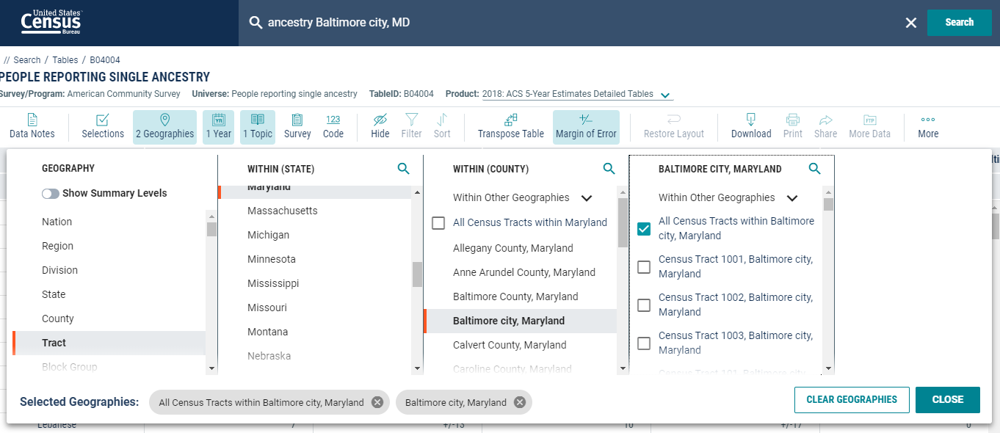 United States®
Census
Bureau
ancestry Baltimore city, MD
Search
// Search / Tables / B04004
PEOPLE REPORTING SINGLE ANCESTRY
Survey/Program: American Community Survey Universe: People reporting single ancestry TableID: B04004 Product: 2018: ACS 5-Year Estimates Detailed Tables
Data Notes Selections 2 Geographies YR 1 Year 1 Topic Survey 123 Code Hide Filter Sort Transpose Table Margin of Error Restore Layout Download Print Share FTP More Data More
GEOGRAPHY
Show Summary Levels
Nation
Region
Division
State
County
Tract
Block Group
WITHIN (STATE)
Maryland
Massachusetts
Michigan
Minnesota
Mississippi
Missouri
Montana
Nebraska
WITHIN (COUNTY)
Within Other Geographies
All Census Tracts within Maryland
Allegany County, Maryland
Anne Arundel County, Maryland
Baltimore County, Maryland
Baltimore city, Maryland
Calvert County, Maryland
Caroline County, Maryland
BALTIMORE CITY, MARYLAND
Within Other Geographies
All Census Tracts within Baltimore
city, Maryland
Census Tract 1001, Baltimore city,
Maryland
Census Tract 1002, Baltimore city,
Maryland
Census Tract 1003, Baltimore city,
Maryland
Census Tract 101, Baltimore city,
Selected Geographies: All Census Tracts within Baltimore city, Maryland Baltimore city, Maryland
CLEAR GEOGRAPHIES CLOSE
Lebanese 7 +/-13 10 +/-17 0